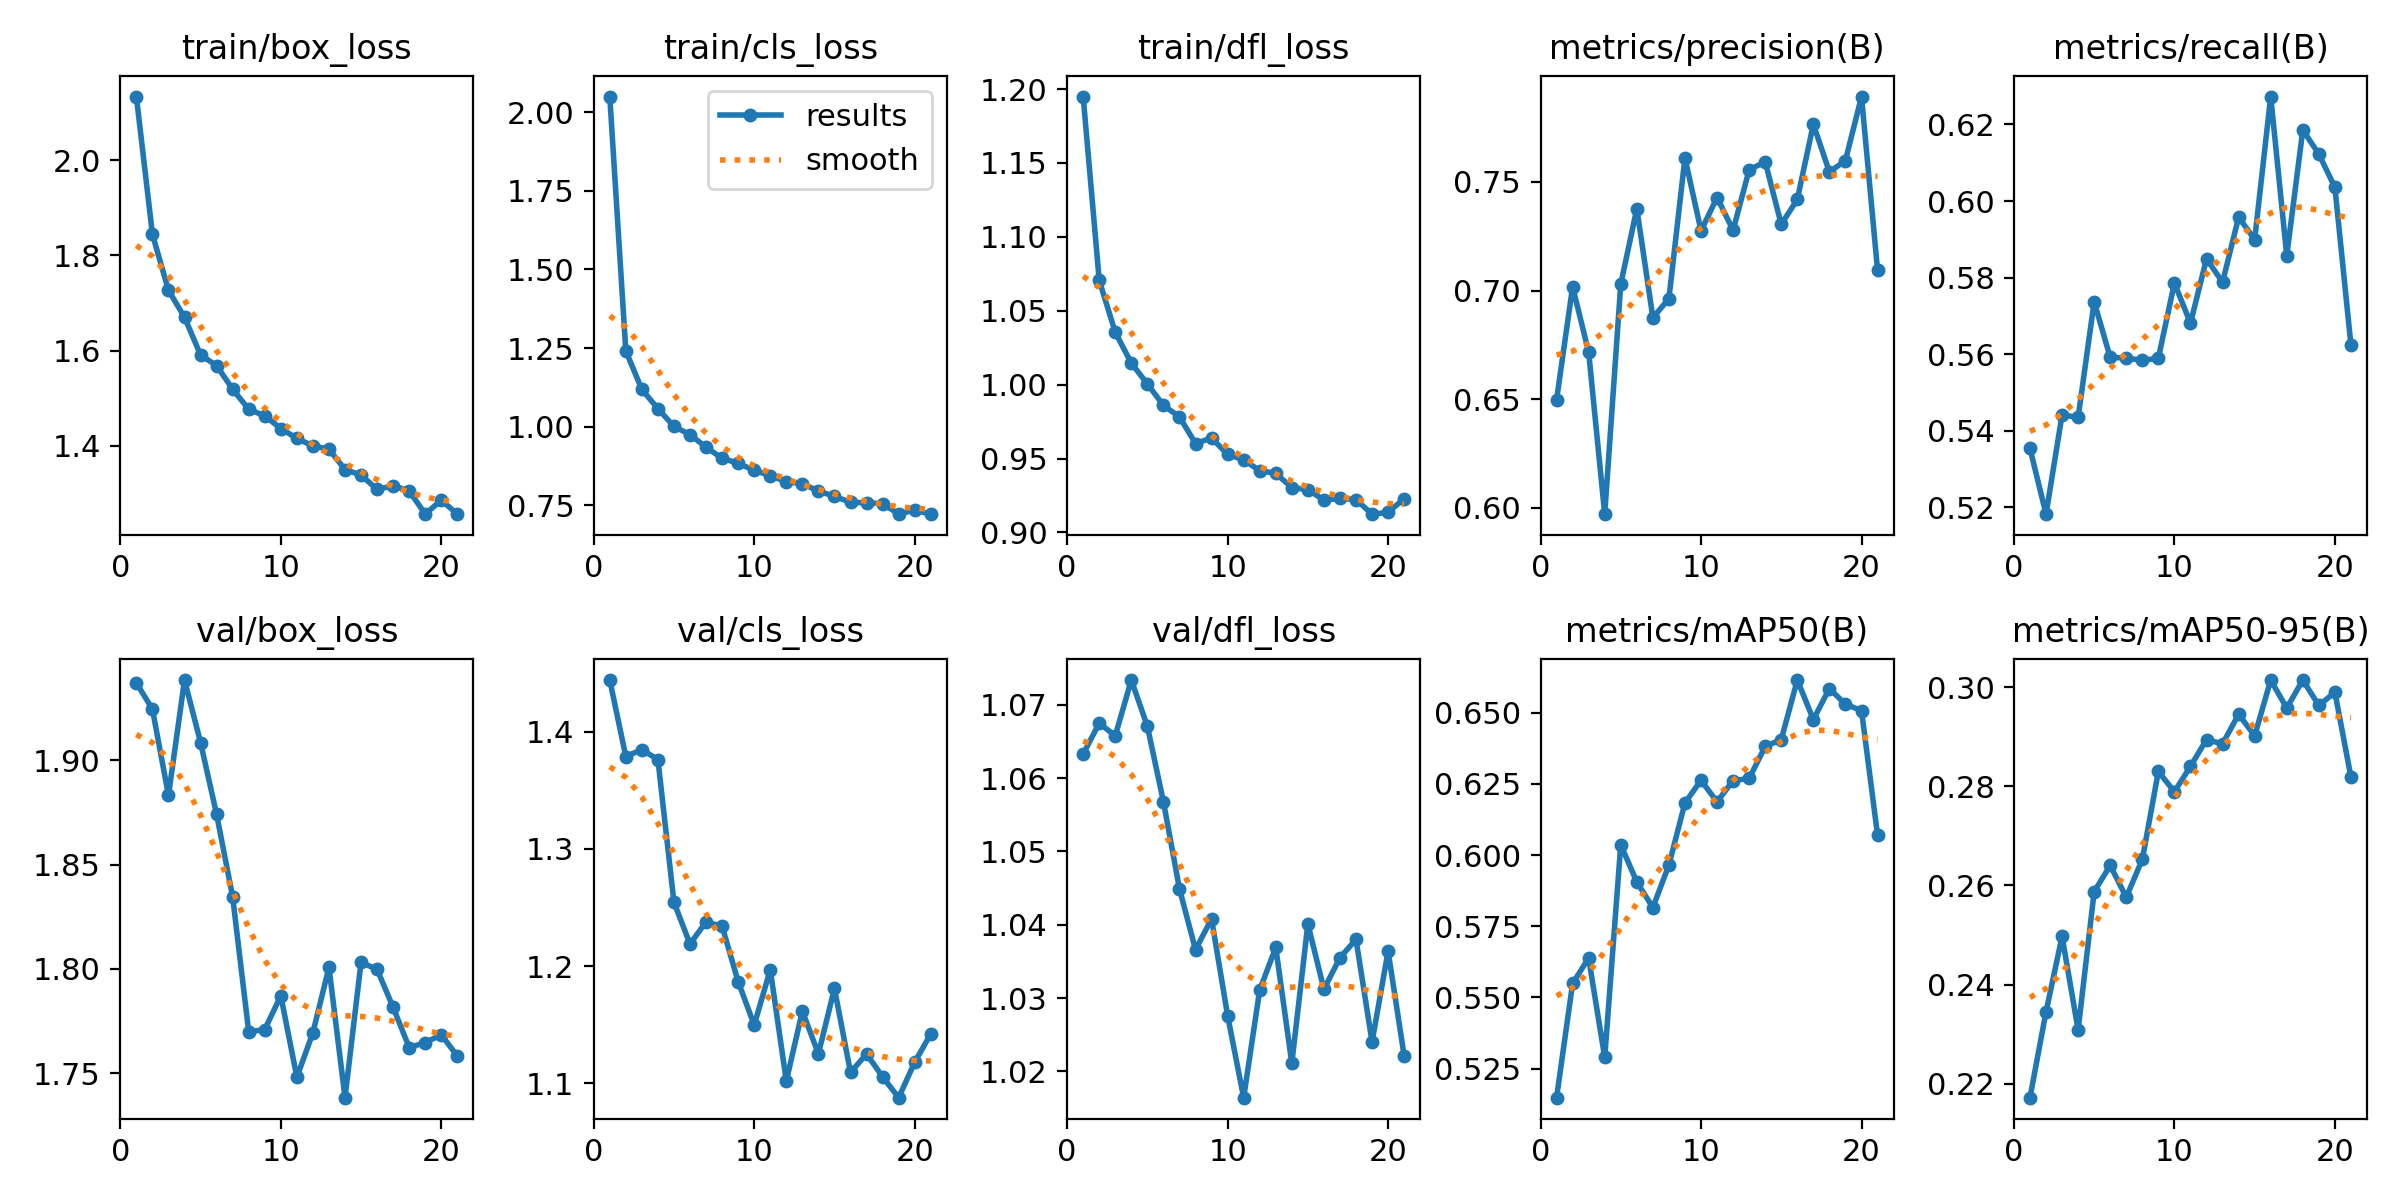 train/box_loss
2.0
1.8
1.6
1.4
0 10 20
train/cls_loss
results
smooth
2.00
1.75
1.50
1.25
1.00
0.75
0 10 20
train/dfl_loss
1.20
1.15
1.10
1.05
1.00
0.95
0.90
0 10 20
metrics/precision(B)
0.75
0.70
0.65
0.60
0 10 20
metrics/recall(B)
0.62
0.60
0.58
0.56
0.54
0.52
0 10 20
val/box_loss
1.90
1.85
1.80
1.75
0 10 20
val/cls_loss
1.4
1.3
1.2
1.1
0 10 20
val/dfl_loss
1.07
1.06
1.05
1.04
1.03
1.02
0 10 20
metrics/mAP50(B)
0.650
0.625
0.600
0.575
0.550
0.525
0 10 20
metrics/mAP50-95(B)
0.30
0.28
0.26
0.24
0.22
0 10 20